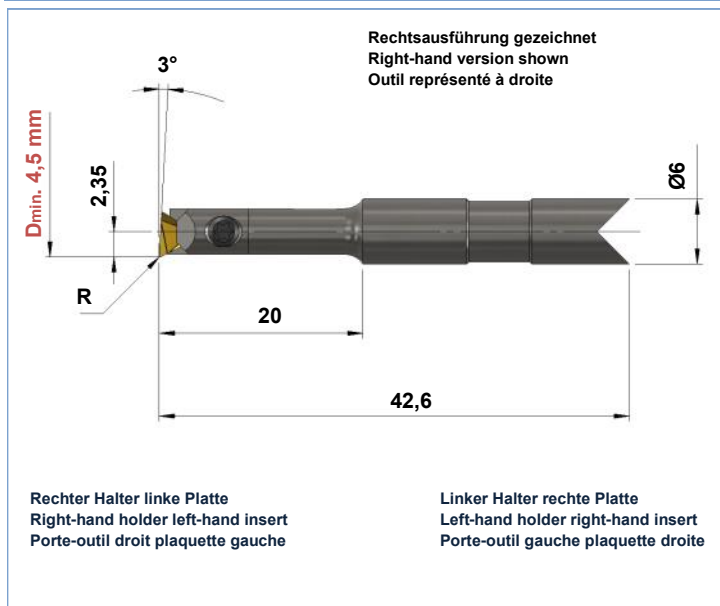 Rechtsausführung gezeichnet
Right-hand version shown
Outil représenté à droite
3°
Dmin. 4,5 mm
2,35
Ø6
R
20
42,6
Rechter Halter linke Platte
Right-hand holder left-hand insert
Porte-outil droit plaquette gauche
Linker Halter rechte Platte
Left-hand holder right-hand insert
Porte-outil gauche plaquette droite